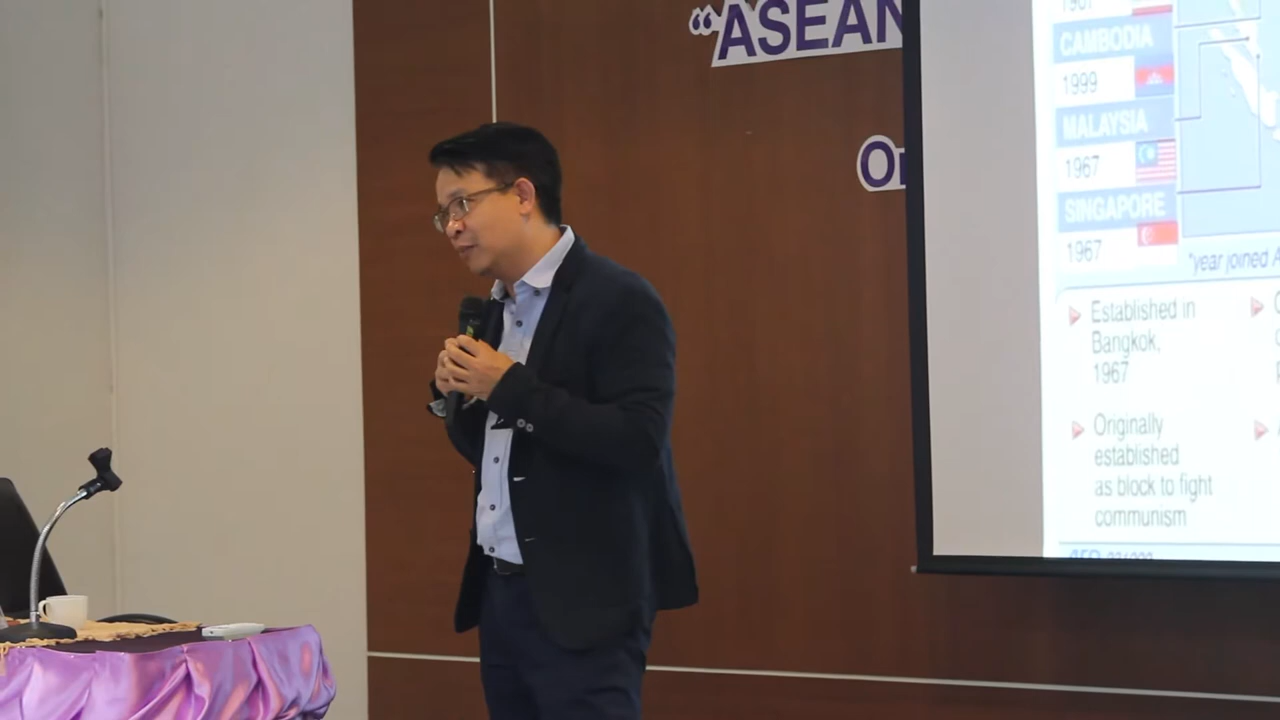 "ASEAN
1967
CAMBODIA
1999
MALAYSIA
1967
SINGAPORE
1967
*year joined A
Established in
Bangkok,
1967
Originally
established
as block to fight
communism